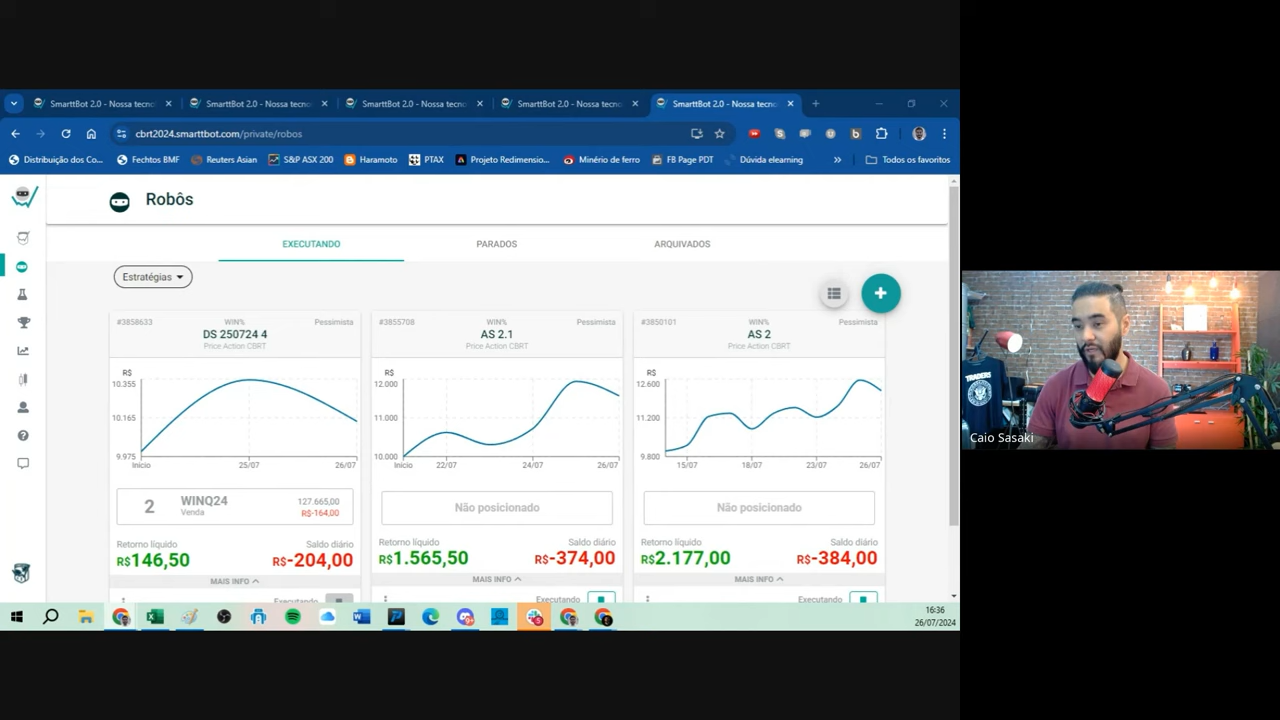 SmarttBot 2.0 - Nossa tecno
SmarttBot 2.0 - Nossa tecno
SmarttBot 2.0 - Nossa tecno
SmarttBot 2.0 - Nossa tecno
SmarttBot 2.0 - Nossa tecno
cbrt2024.smarttbot.com/private/robos
Distribuição dos Co...
Fechtos BMF
Reuters Asian
S&P ASX 200
Haramoto
PTAX
Projeto Redimensio...
Minério de ferro
FB Page PDT
Dúvida elearning
Todos os favoritos
Robôs
EXECUTANDO
PARADOS
ARQUIVADOS
Estratégias
#3858633
WIN%
Pessimista
DS 250724 4
Price Action CBRT
R$
10.355
10.165
9.975
Início
25/07
26/07
2
WINQ24
Venda
127.665,00
R$-164,00
Retorno líquido
Saldo diário
R$146,50
R$-204,00
MAIS INFO
Executando
#3855708
WIN%
Pessimista
AS 2.1
Price Action CBRT
R$
12.000
11.000
10.000
Início
22/07
24/07
26/07
Não posicionado
Retorno líquido
Saldo diário
R$1.565,50
R$-374,00
MAIS INFO
Executando
#3850101
WIN%
Pessimista
AS 2
Price Action CBRT
R$
12.600
11.200
9.800
15/07
18/07
23/07
26/07
Não posicionado
Retorno líquido
Saldo diário
R$2.177,00
R$-384,00
MAIS INFO
Executando
16:36
26/07/2024
TRADERS
Caio Sasaki